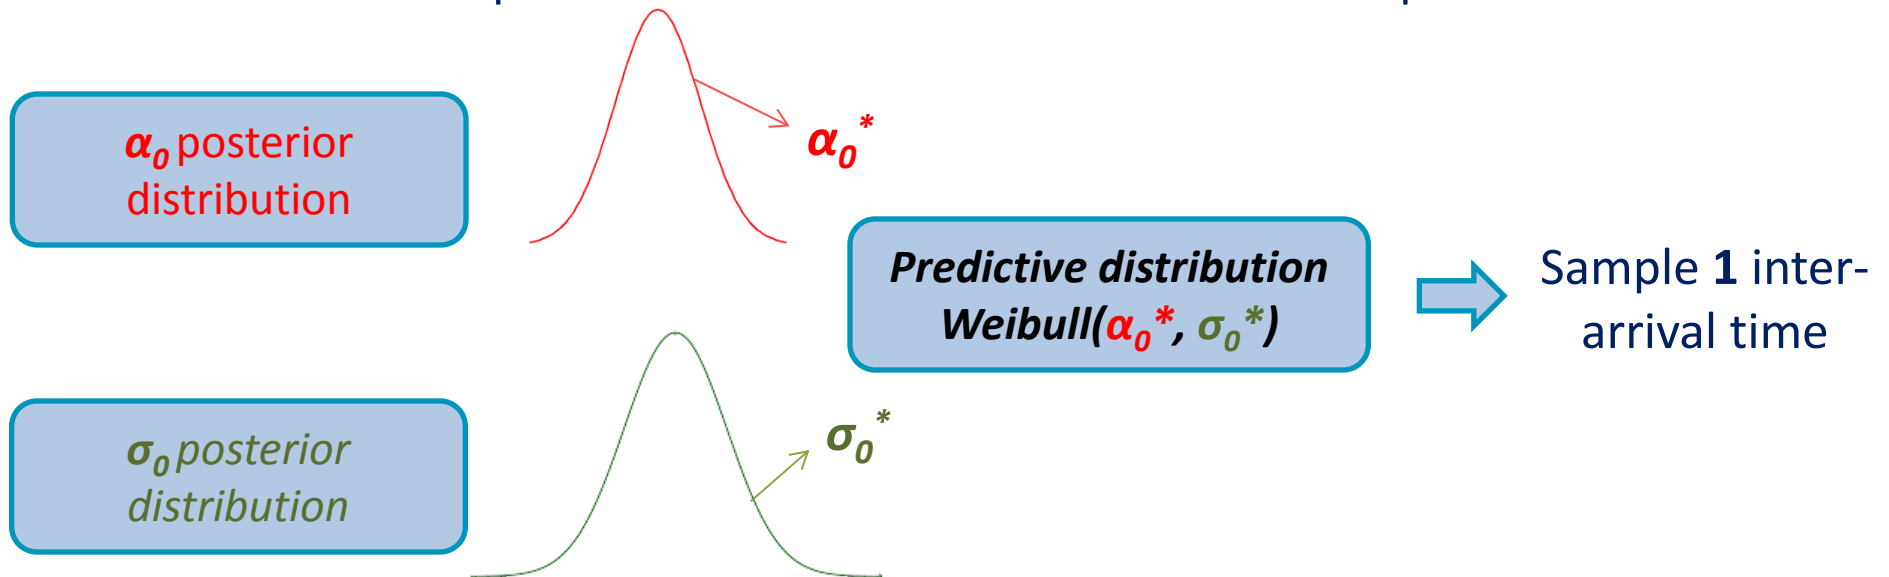 α₀ posterior
distribution
α₀*
Predictive distribution
Weibull(α₀*, σ₀*)
Sample 1 inter-
arrival time
σ₀ posterior
distribution
σ₀*